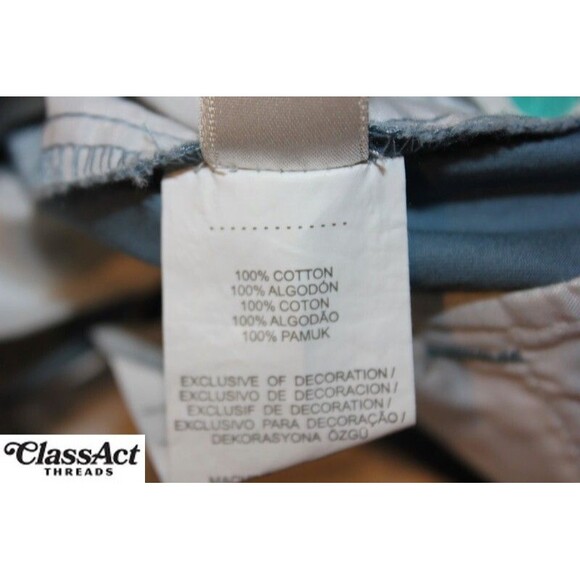 ..............
100% COTTON
100% ALGODÓN
100% COTON
100% ALGODÃO
100% PAMUK
EXCLUSIVE OF DECORATION /
EXCLUSIVO DE DECORACION /
EXCLUSIF DE DECORATION /
EXCLUSIVO PARA DECORAÇÃO /
DEKORASYONA ÖZGÜ
ClassAct
THREADS